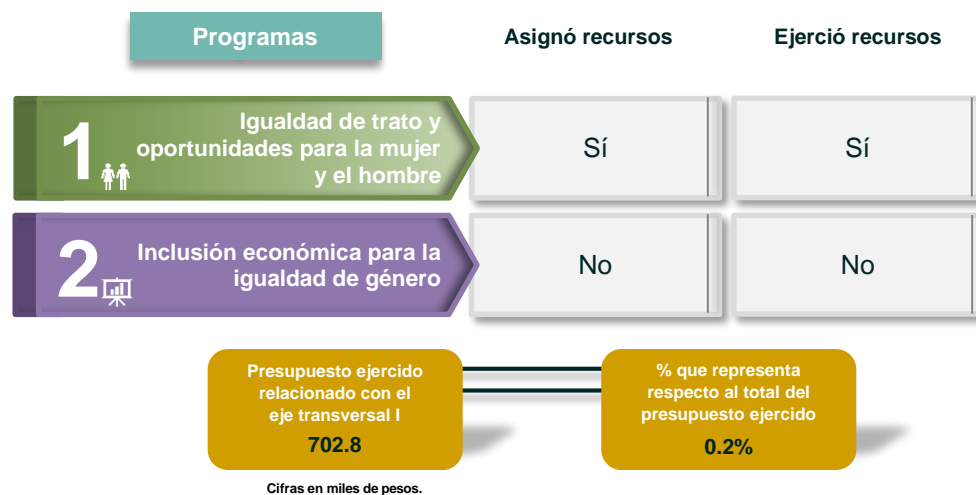 Programas
Asignó recursos
Ejerció recursos
1
Igualdad de trato y
oportunidades para la mujer
y el hombre
Sí
Sí
2
Inclusión económica para la
igualdad de género
No
No
Presupuesto ejercido
relacionado con el
eje transversal I
702.8
% que representa
respecto al total del
presupuesto ejercido
0.2%
Cifras en miles de pesos.